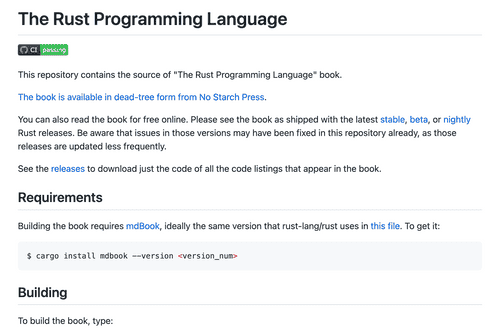 The Rust Programming Language
CI passing
This repository contains the source of "The Rust Programming Language" book.
The book is available in dead-tree form from No Starch Press.
You can also read the book for free online. Please see the book as shipped with the latest stable, beta, or nightly
Rust releases. Be aware that issues in those versions may have been fixed in this repository already, as those
releases are updated less frequently.
See the releases to download just the code of all the code listings that appear in the book.
Requirements
Building the book requires mdBook, ideally the same version that rust-lang/rust uses in this file. To get it:
$ cargo install mdbook --version <version_num>
Building
To build the book, type: